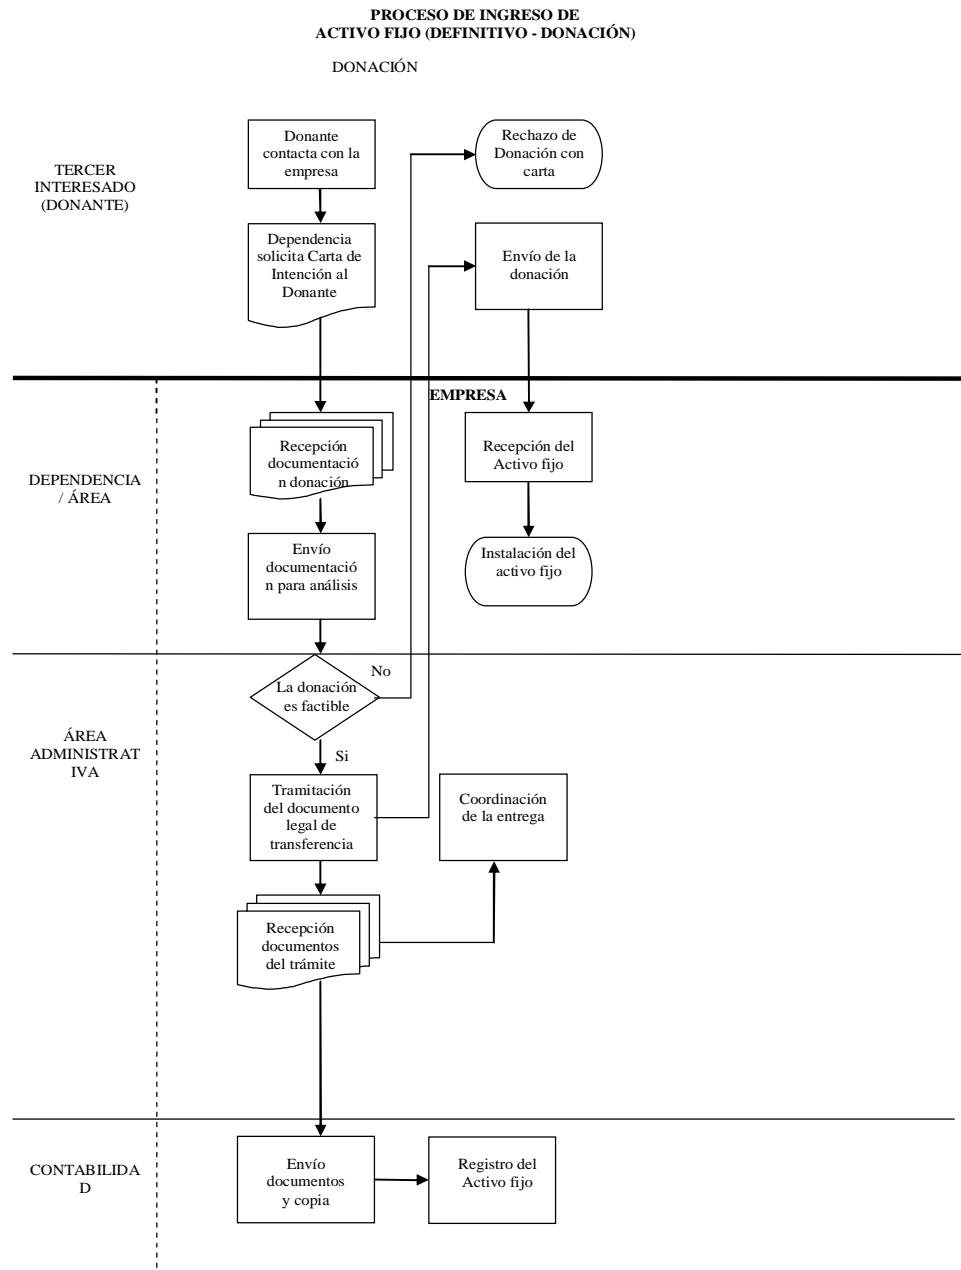 PROCESO DE INGRESO DE
ACTIVO FIJO (DEFINITIVO - DONACIÓN)
DONACIÓN
TERCER
INTERESADO
(DONANTE)
Donante
contacta con la
empresa
Rechazo de
Donación con
carta
Dependencia
solicita Carta de
Intención al
Donante
Envío de la
donación
EMPRESA
DEPENDENCIA
/ ÁREA
Recepción
documentació
n donación
Recepción del
Activo fijo
Envío
documentació
n para análisis
Instalación del
activo fijo
ÁREA
ADMINISTRAT
IVA
La donación
es factible
No
Si
Tramitación
del documento
legal de
transferencia
Coordinación
de la entrega
Recepción
documentos
del trámite
CONTABILIDA
D
Envío
documentos
y copia
Registro del
Activo fijo